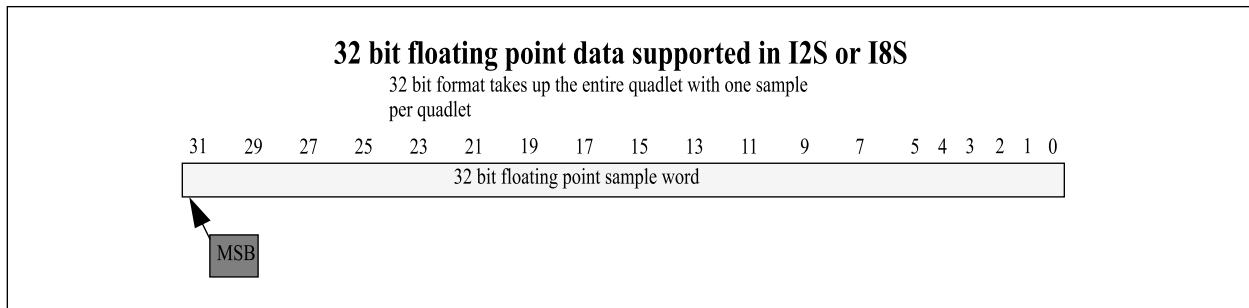 32 bit floating point data supported in I2S or I8S
32 bit format takes up the entire quadlet with one sample
per quadlet
31 29 27 25 23 21 19 17 15 13 11 9 7 5 4 3 2 1 0
32 bit floating point sample word
MSB